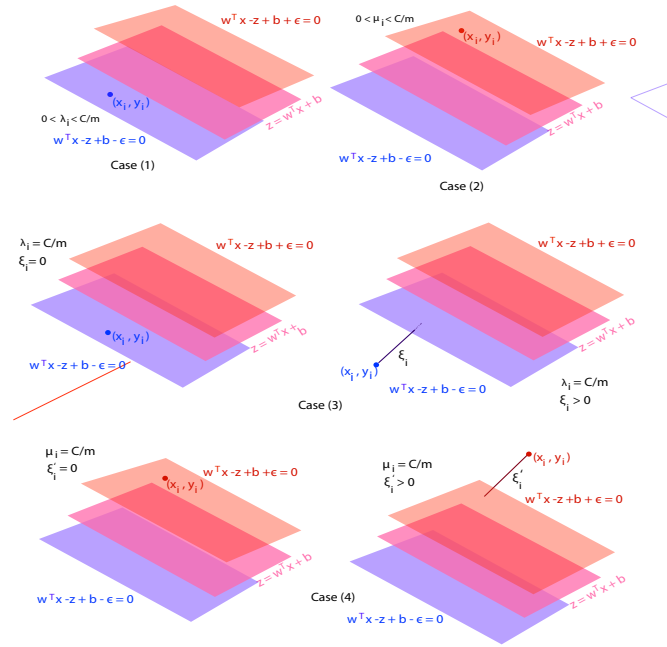 wᵀx -z + b + ϵ = 0
(xᵢ , yᵢ)
0 < λᵢ < C/m
z = wᵀx + b
wᵀx -z + b - ϵ = 0
Case (1)
0 < μᵢ < C/m
(xᵢ , yᵢ)
wᵀx -z + b + ϵ = 0
z = wᵀx + b
wᵀx -z + b - ϵ = 0
Case (2)
λᵢ = C/m
ξᵢ = 0
wᵀx -z + b + ϵ = 0
(xᵢ , yᵢ)
z = wᵀx + b
wᵀx -z + b - ϵ = 0
wᵀx -z + b + ϵ = 0
z = wᵀx + b
ξᵢ
(xᵢ , yᵢ)
wᵀx -z + b - ϵ = 0
λᵢ = C/m
ξᵢ > 0
Case (3)
μᵢ = C/m
ξᵢ′ = 0
wᵀx -z + b + ϵ = 0
(xᵢ , yᵢ)
z = wᵀx + b
wᵀx -z + b - ϵ = 0
μᵢ = C/m
ξᵢ′ > 0
(xᵢ , yᵢ)
ξᵢ′
wᵀx -z + b + ϵ = 0
z = wᵀx + b
wᵀx -z + b - ϵ = 0
Case (4)